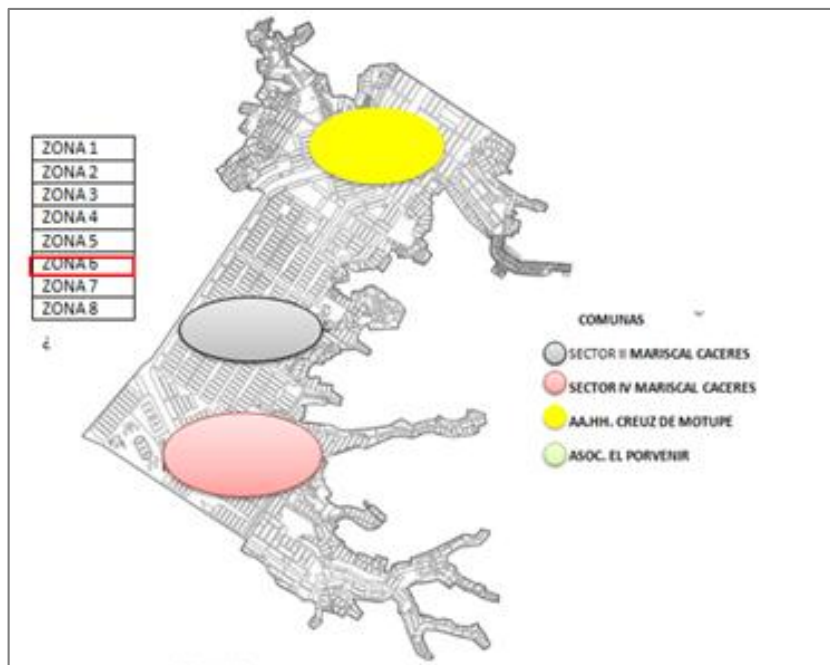 ZONA 1
ZONA 2
ZONA 3
ZONA 4
ZONA 5
ZONA 6
ZONA 7
ZONA 8
¿
COMUNAS
SECTOR II MARISCAL CACERES
SECTOR IV MARISCAL CACERES
AA.HH. CREUZ DE MOTUPE
ASOC. EL PORVENIR